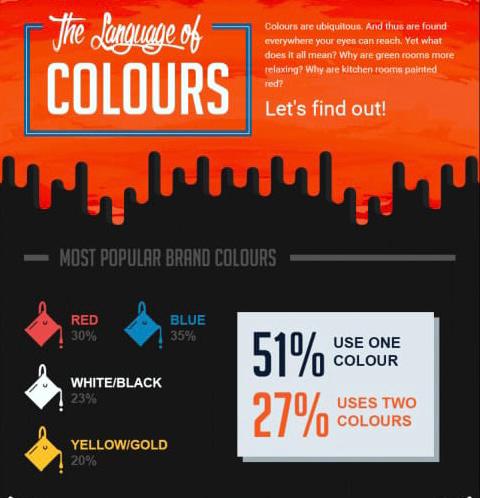 The Language of
COLOURS
Colours are ubiquitous. And thus are found
everywhere your eyes can reach. Yet what
does it all mean? Why are green rooms more
relaxing? Why are kitchen rooms painted
red?
Let's find out!
MOST POPULAR BRAND COLOURS
RED
30%
BLUE
35%
WHITE/BLACK
23%
YELLOW/GOLD
20%
51% USE ONE
COLOUR
27% USES TWO
COLOURS